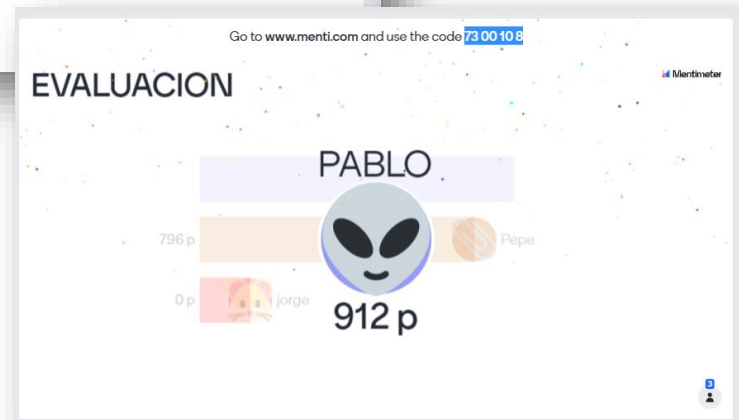 Go to www.menti.com and use the code 73 00 10 8
Mentimeter
EVALUACION
PABLO
796 p
Pepe
0 p
jorge
912 p
3